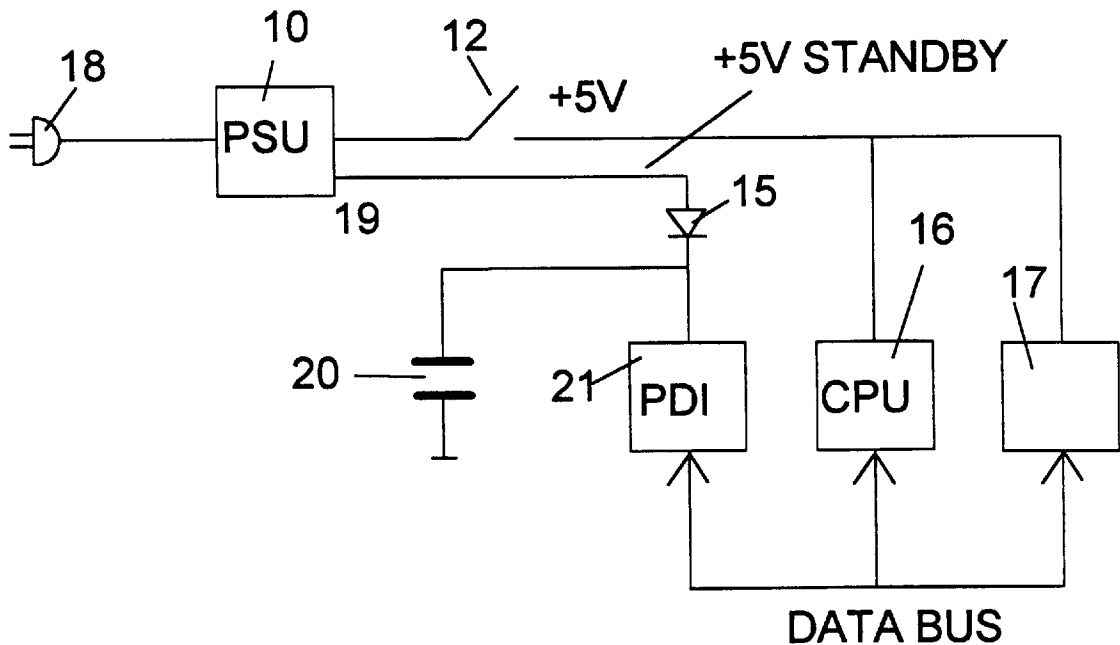 10
12
+5V STANDBY
18
+5V
PSU
19
15
16
17
20
21
PDI
CPU
DATA BUS